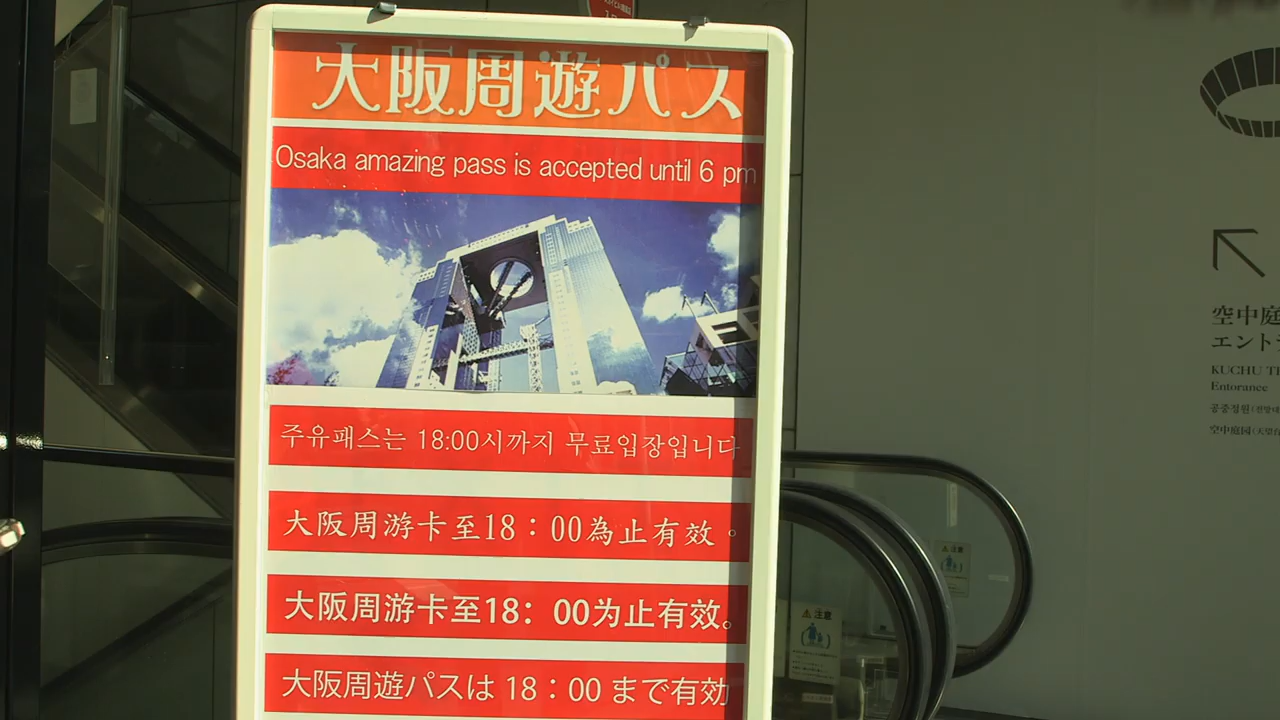 大阪周遊パス
Osaka amazing pass is accepted until 6 pm
주유패스는 18:00시까지 무료입장입니다
大阪周游卡至18：00為止有效。
大阪周游卡至18：00为止有效。
大阪周遊パスは 18：00 まで有効
空中庭
エント
KUCHU
Entorance
공중정원
空中庭园
注意
注意